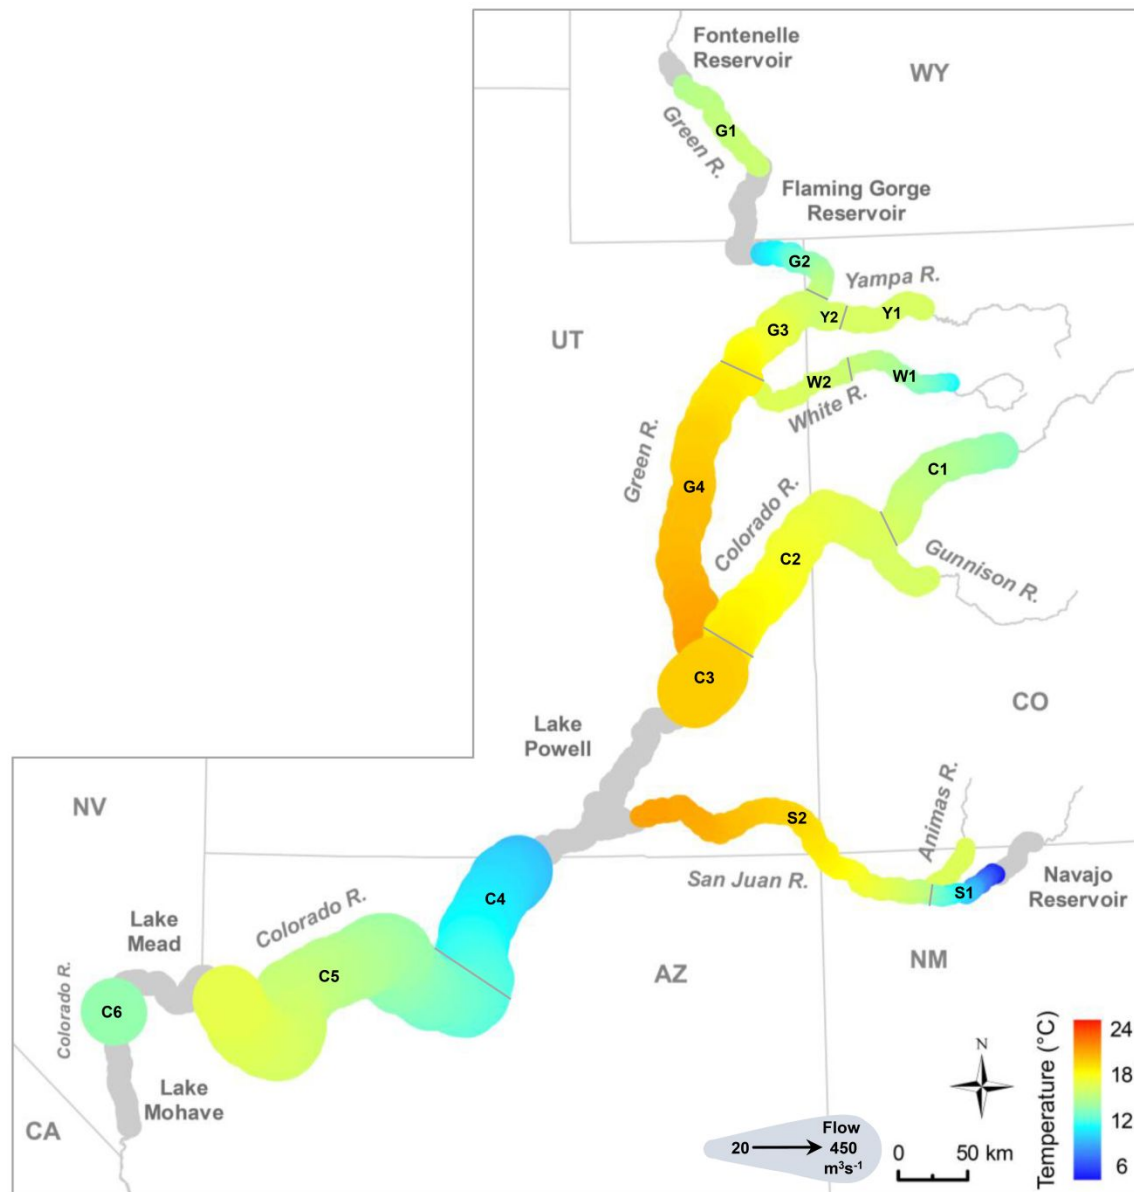 Fontenelle
Reservoir
WY
G1
Green R.
Flaming Gorge
Reservoir
G2
Yampa R.
Y2
Y1
G3
UT
W2
W1
White R.
Green R.
C1
G4
Colorado R.
C2
Gunnison R.
C3
CO
Lake
Powell
NV
Animas R.
S2
San Juan R.
S1
Navajo
Reservoir
C4
Colorado R.
Lake
Mead
C5
AZ
NM
Colorado R.
C6
Lake
Mohave
CA
N
Temperature (°C)
24
18
12
6
Flow
20
450
m³s⁻¹
0
50 km